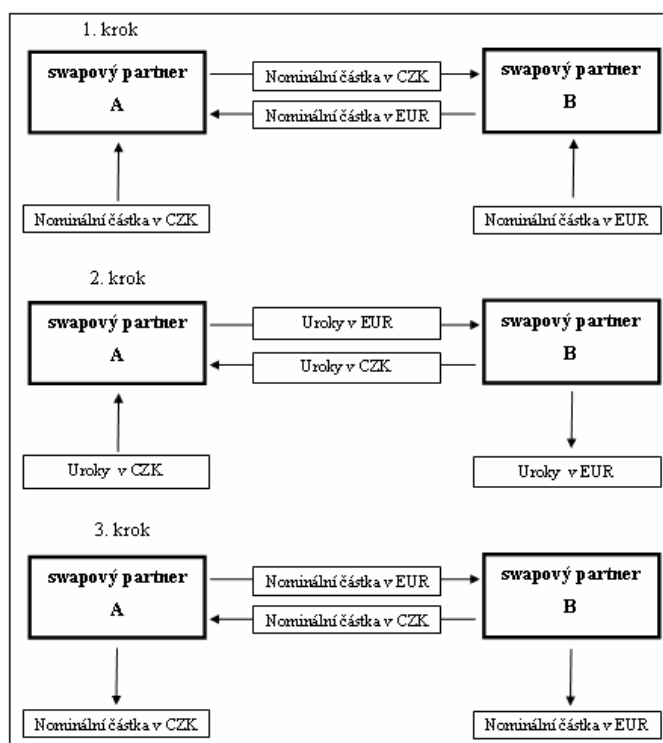 1. krok
swapový partner
A
Nominální částka v CZK
Nominální částka v EUR
swapový partner
B
Nominální částka v CZK
Nominální částka v EUR
2. krok
swapový partner
A
Uroky v EUR
Uroky v CZK
swapový partner
B
Uroky v CZK
Uroky v EUR
3. krok
swapový partner
A
Nominální částka v EUR
Nominální částka v CZK
swapový partner
B
Nominální částka v CZK
Nominální částka v EUR